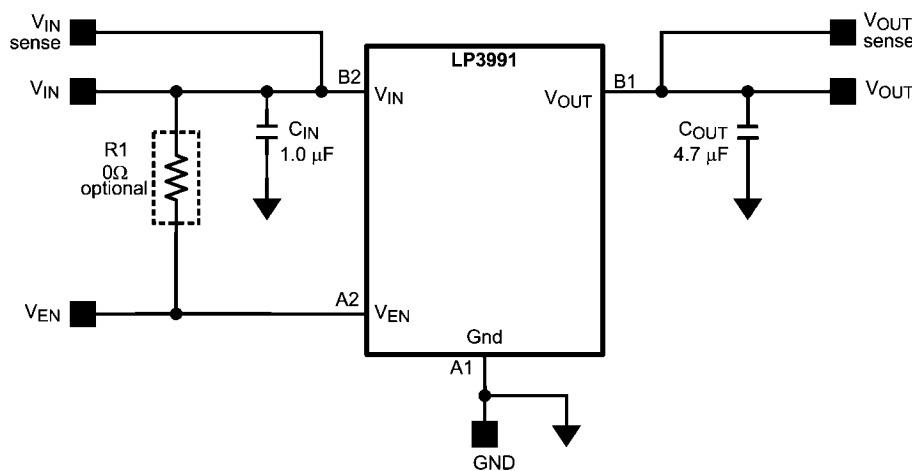 VIN
sense
VIN
R1
0Ω
optional
VEN
CIN
1.0 µF
B2
A2
LP3991
VIN
VOUT
VEN
Gnd
A1
GND
B1
COUT
4.7 µF
VOUT
sense
VOUT